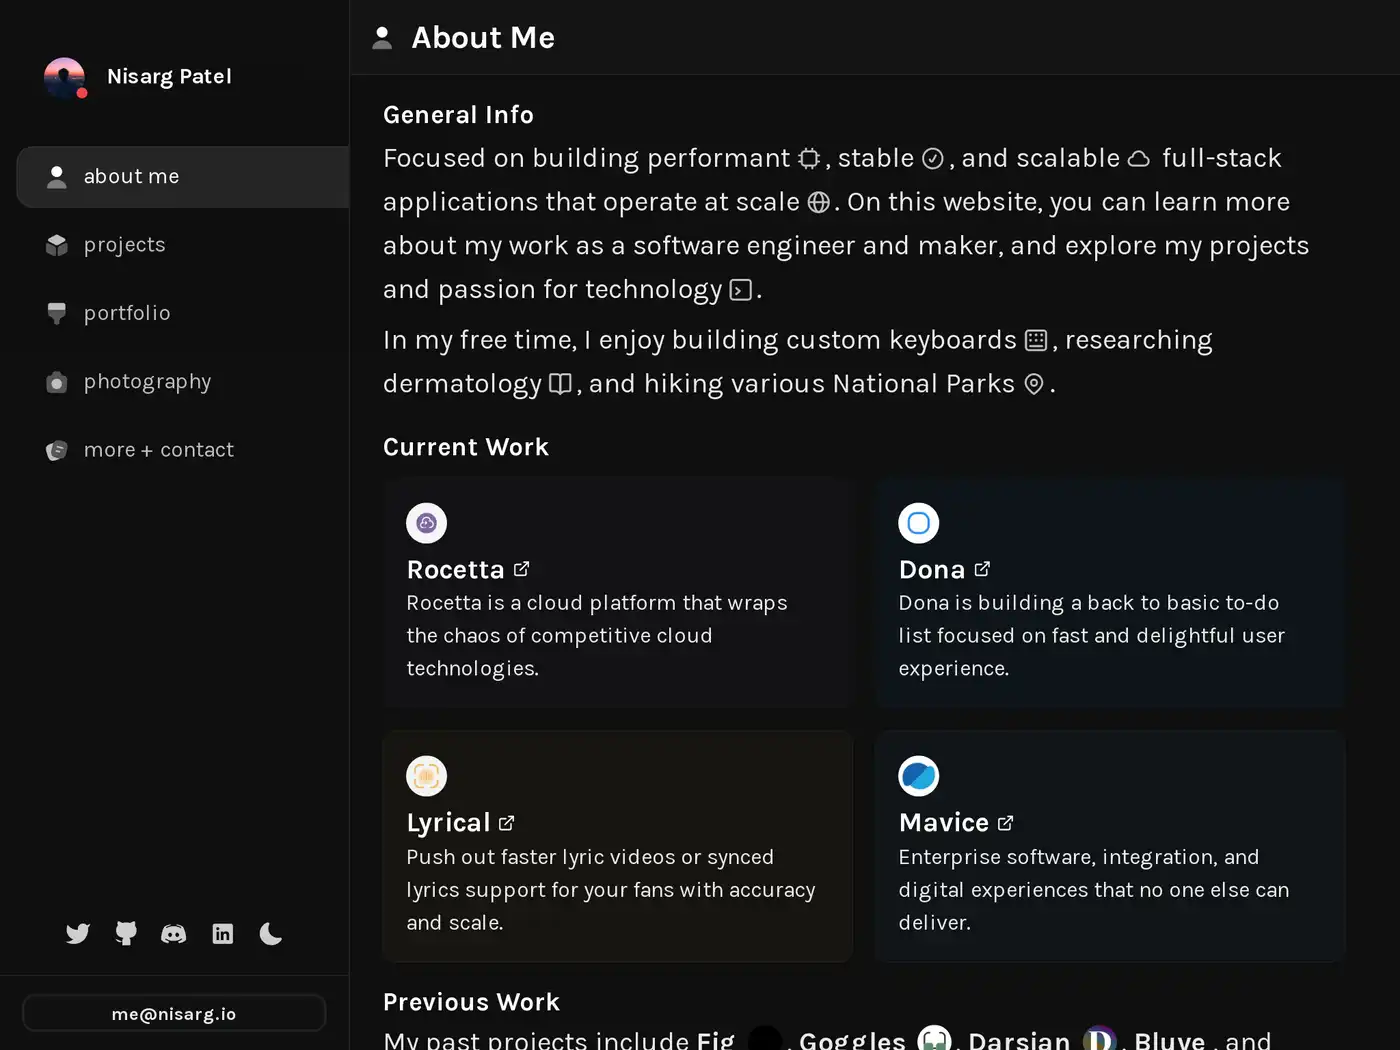 Nisarg Patel
about me
projects
portfolio
photography
more + contact
me@nisarg.io
About Me
General Info
Focused on building performant , stable , and scalable full-stack
applications that operate at scale . On this website, you can learn more
about my work as a software engineer and maker, and explore my projects
and passion for technology .
In my free time, I enjoy building custom keyboards , researching
dermatology , and hiking various National Parks .
Current Work
Rocetta
Rocetta is a cloud platform that wraps
the chaos of competitive cloud
technologies.
Dona
Dona is building a back to basic to-do
list focused on fast and delightful user
experience.
Lyrical
Push out faster lyric videos or synced
lyrics support for your fans with accuracy
and scale.
Mavice
Enterprise software, integration, and
digital experiences that no one else can
deliver.
Previous Work
My past projects include Fig , Goggles , Darsian D , Bluve , and